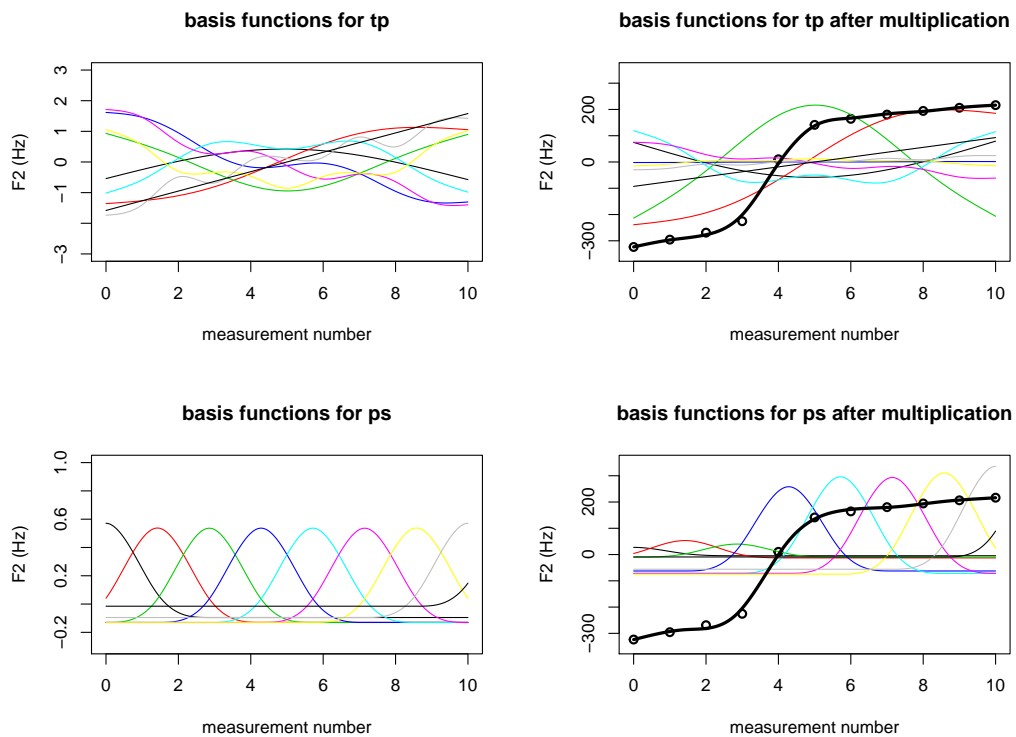 basis functions for tp
F2 (Hz)
3
2
1
0
−1
−3
0 2 4 6 8 10
measurement number
basis functions for tp after multiplication
F2 (Hz)
200
0
−300
0 2 4 6 8 10
measurement number
basis functions for ps
F2 (Hz)
1.0
0.6
0.2
−0.2
0 2 4 6 8 10
measurement number
basis functions for ps after multiplication
F2 (Hz)
200
0
−300
0 2 4 6 8 10
measurement number